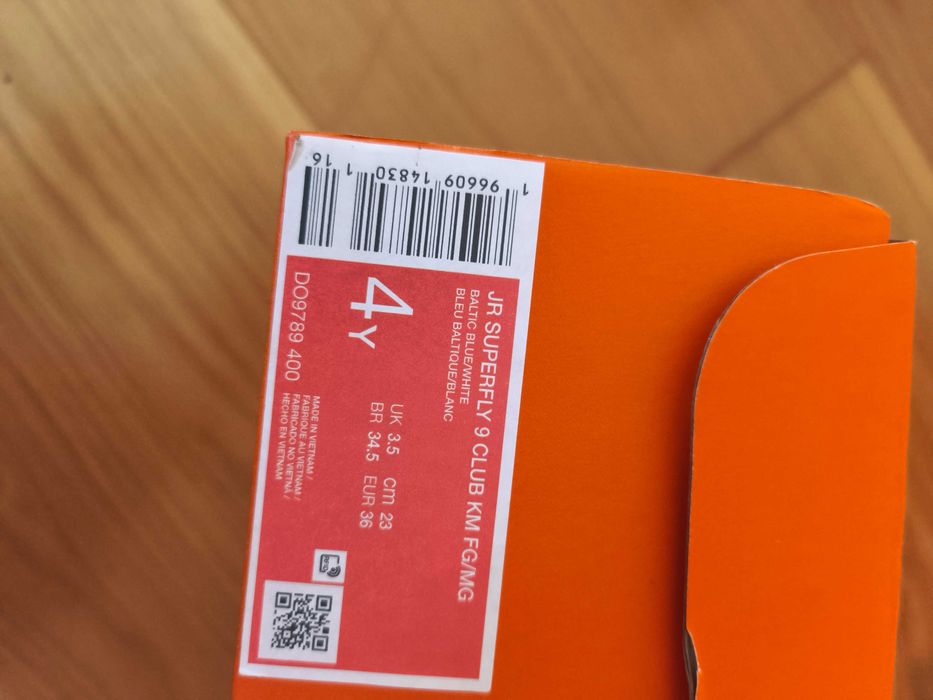 JR SUPERFLY 9 CLUB KM FG/MG
BALTIC BLUE/WHITE
BLEU BALTIQUE/BLANC
4Y
UK 3.5 cm 23
BR 34.5 EUR 36
DO9789 400
MADE IN VIETNAM /
FABRIQUE AU VIETNAM /
FABRICADO NO VIETNÃ /
HECHO EN VIETNAM
1 96609 14830 1 16